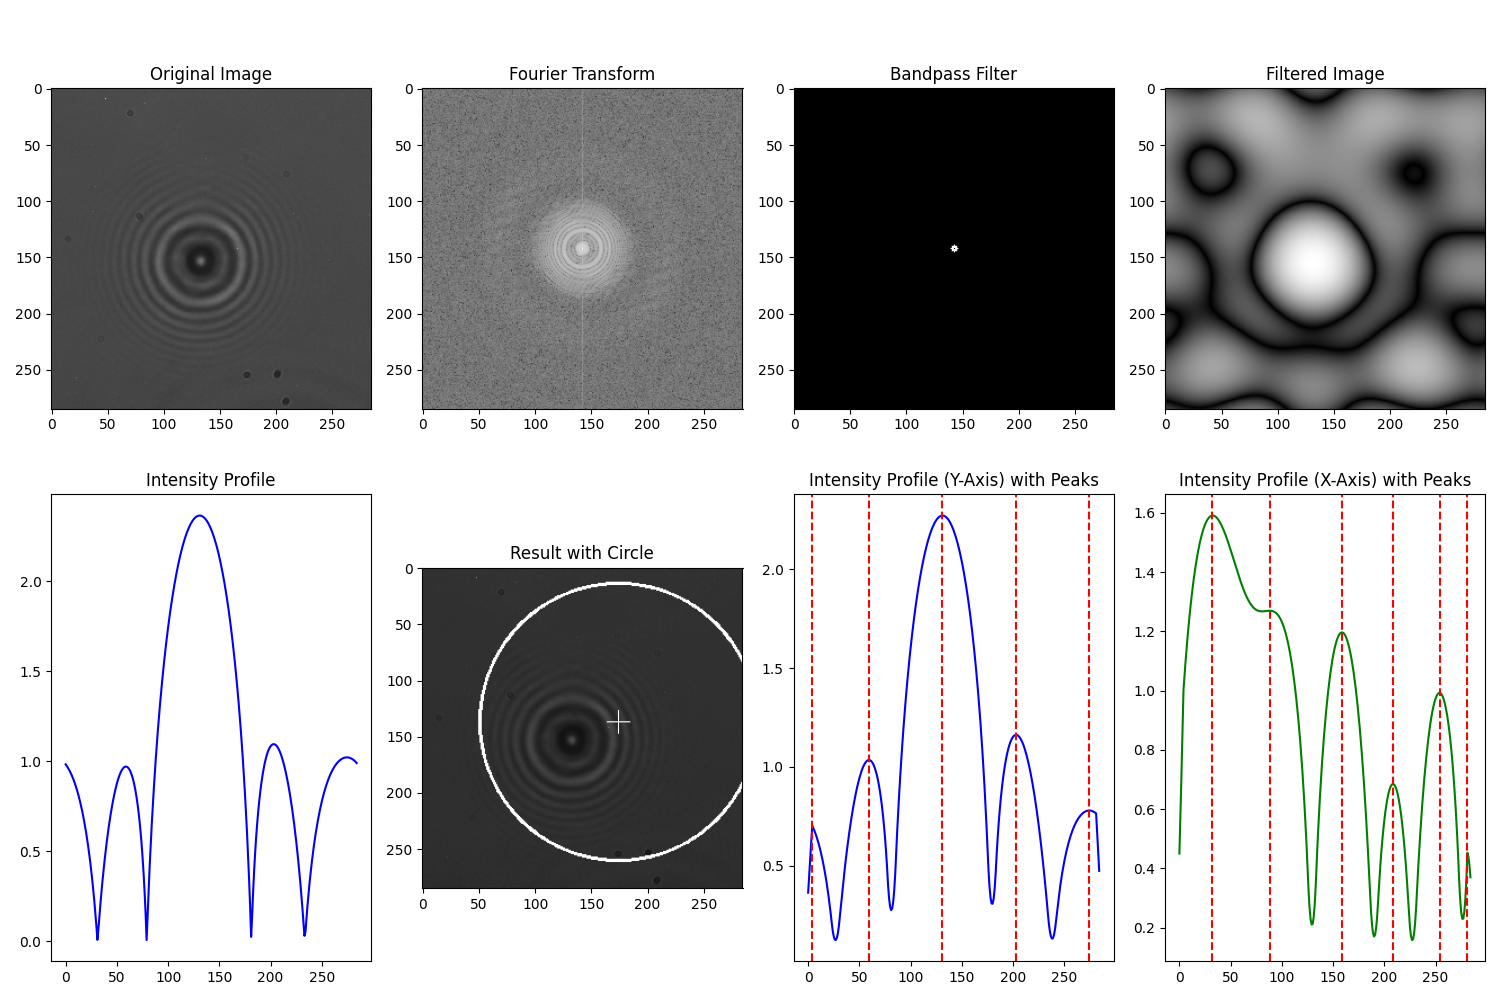 Original Image
Fourier Transform
Bandpass Filter
Filtered Image
0
50
100
150
200
250
0 50 100 150 200 250
0
50
100
150
200
250
0 50 100 150 200 250
0
50
100
150
200
250
0 50 100 150 200 250
0
50
100
150
200
250
0 50 100 150 200 250
Intensity Profile
2.0
1.5
1.0
0.5
0.0
0 50 100 150 200 250
Result with Circle
0
50
100
150
200
250
0 50 100 150 200 250
Intensity Profile (Y-Axis) with Peaks
2.0
1.5
1.0
0.5
0 50 100 150 200 250
Intensity Profile (X-Axis) with Peaks
1.6
1.4
1.2
1.0
0.8
0.6
0.4
0.2
0 50 100 150 200 250